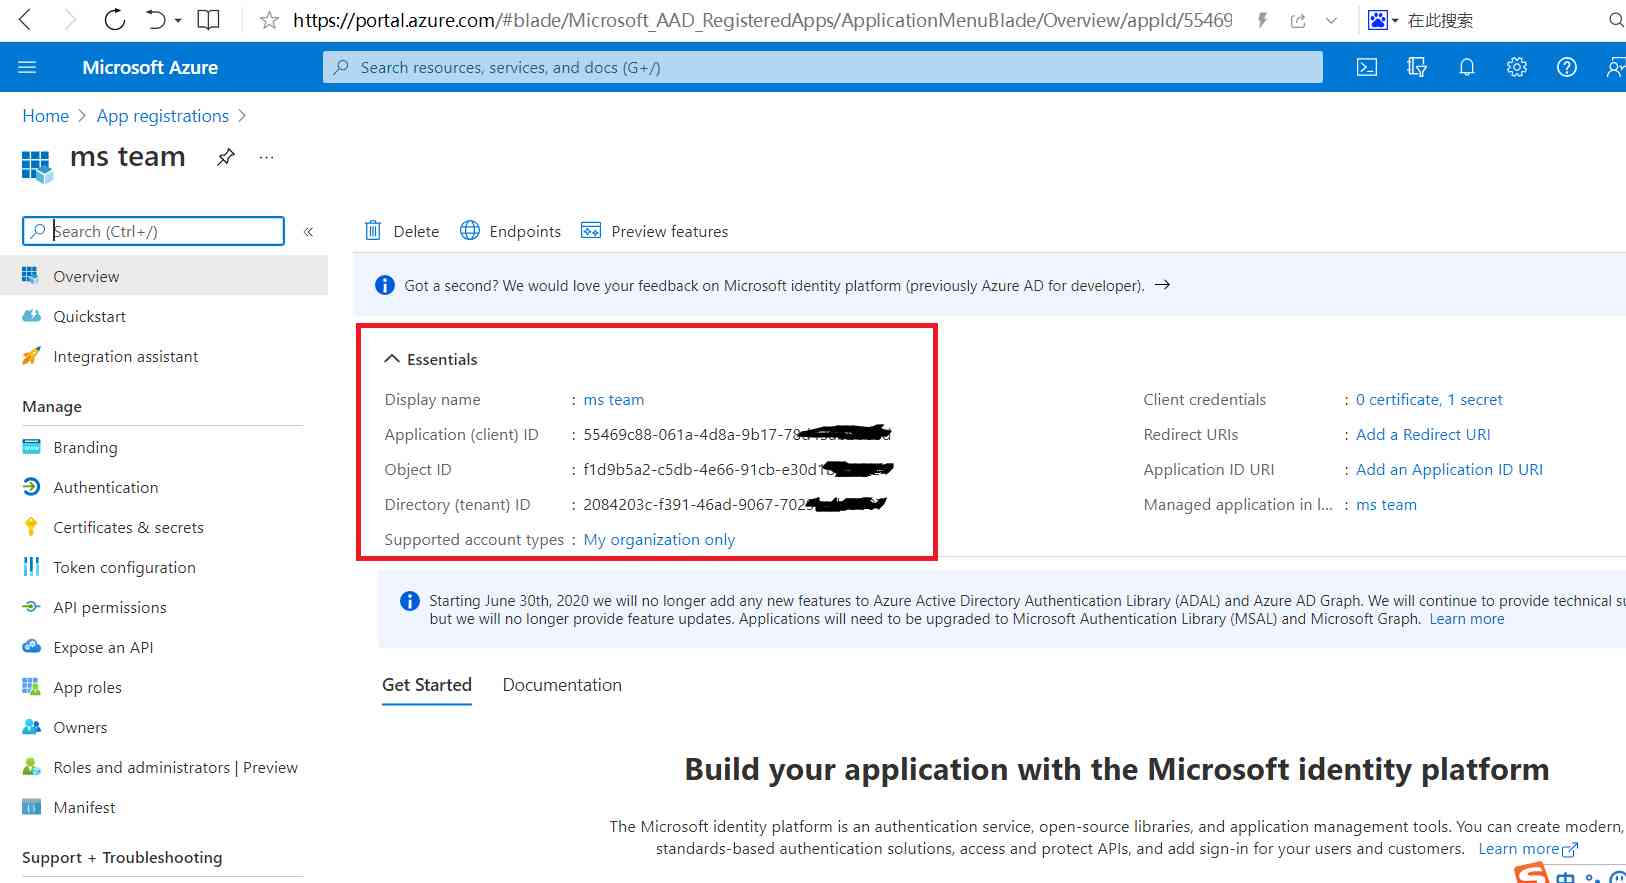 https://portal.azure.com/#blade/Microsoft_AAD_RegisteredApps/ApplicationMenuBlade/Overview/appId/55469
在此搜索
Microsoft Azure
Search resources, services, and docs (G+/)
Home > App registrations >
ms team
...
Search (Ctrl+/)
«
Delete
Endpoints
Preview features
Overview
Quickstart
Integration assistant
Manage
Branding
Authentication
Certificates & secrets
Token configuration
API permissions
Expose an API
App roles
Owners
Roles and administrators | Preview
Manifest
Support + Troubleshooting
Got a second? We would love your feedback on Microsoft identity platform (previously Azure AD for developer). →
Essentials
Display name : ms team
Application (client) ID : 55469c88-061a-4d8a-9b17-78
Object ID : f1d9b5a2-c5db-4e66-91cb-e30d1
Directory (tenant) ID : 2084203c-f391-46ad-9067-702
Supported account types : My organization only
Client credentials : 0 certificate, 1 secret
Redirect URIs : Add a Redirect URI
Application ID URI : Add an Application ID URI
Managed application in l... : ms team
Starting June 30th, 2020 we will no longer add any new features to Azure Active Directory Authentication Library (ADAL) and Azure AD Graph. We will continue to provide technical su
but we will no longer provide feature updates. Applications will need to be upgraded to Microsoft Authentication Library (MSAL) and Microsoft Graph. Learn more
Get Started
Documentation
Build your application with the Microsoft identity platform
The Microsoft identity platform is an authentication service, open-source libraries, and application management tools. You can create modern,
standards-based authentication solutions, access and protect APIs, and add sign-in for your users and customers. Learn more